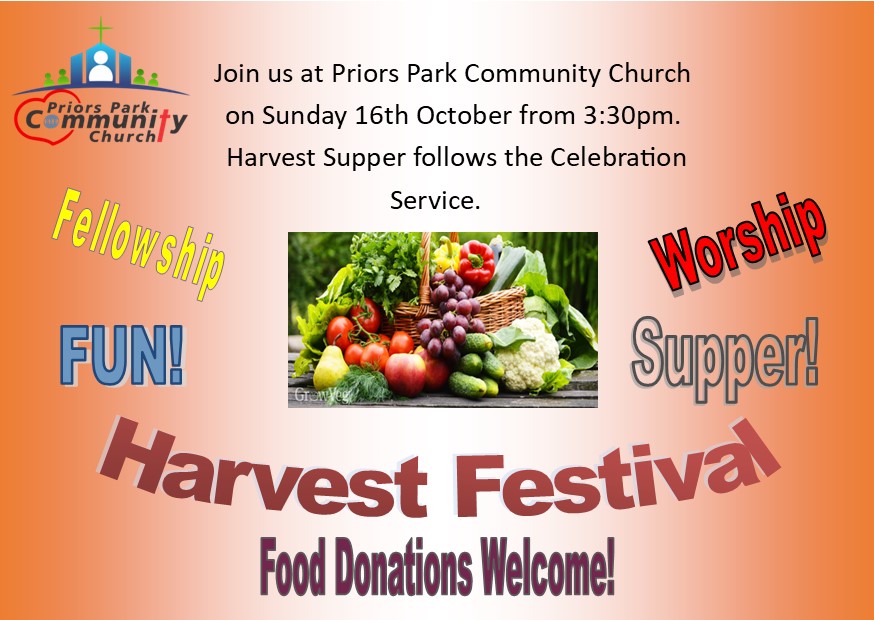 Priors Park
Community
Church
Join us at Priors Park Community Church
on Sunday 16th October from 3:30pm.
Harvest Supper follows the Celebration
Service.
Fellowship
Worship
FUN!
Supper!
GrowVeg
Harvest Festival
Food Donations Welcome!